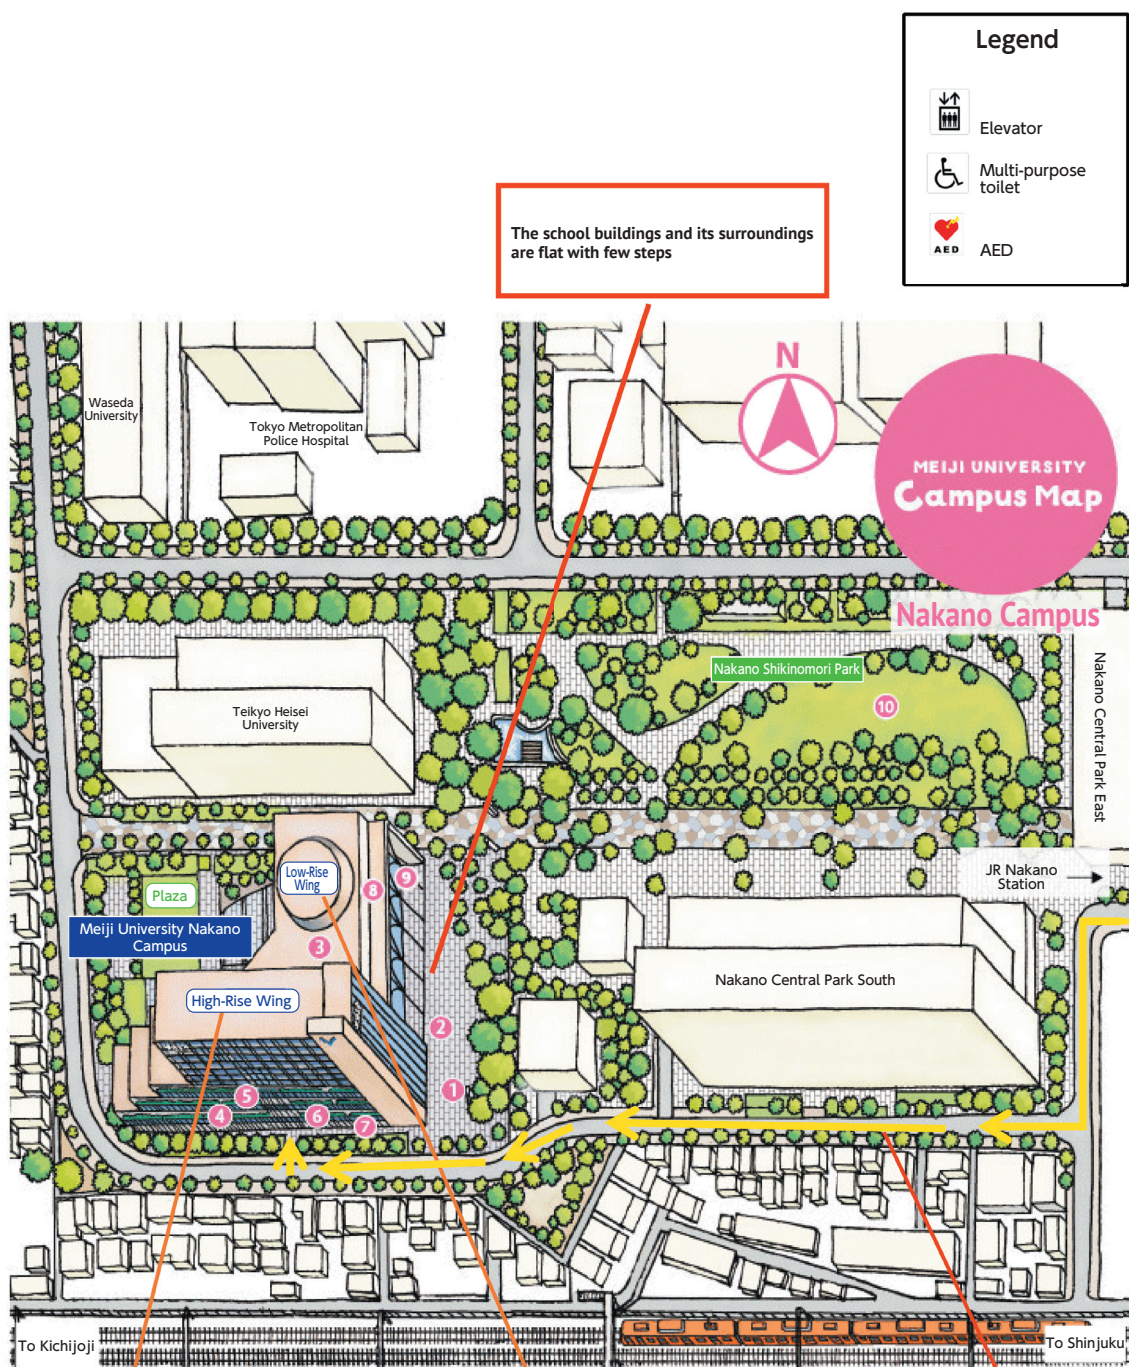 Legend
Elevator
Multi-purpose
toilet
AED
AED
The school buildings and its surroundings
are flat with few steps
N
MEIJI UNIVERSITY
Campus Map
Nakano Campus
Waseda
University
Tokyo Metropolitan
Police Hospital
Nakano Shikinomori Park
10
Teikyo Heisei
University
Nakano Central Park East
Low-Rise
Wing
8
9
JR Nakano
Station
Plaza
Meiji University Nakano
Campus
3
High-Rise Wing
Nakano Central Park South
2
1
5
4
6
7
To Kichijoji
To Shinjuku